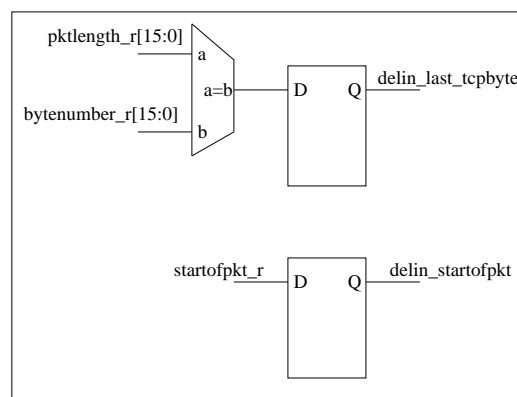 pktlength_r[15:0]
a
a=b
D
Q
delin_last_tcpbyte
bytenumber_r[15:0]
b
startofpkt_r
D
Q
delin_startofpkt